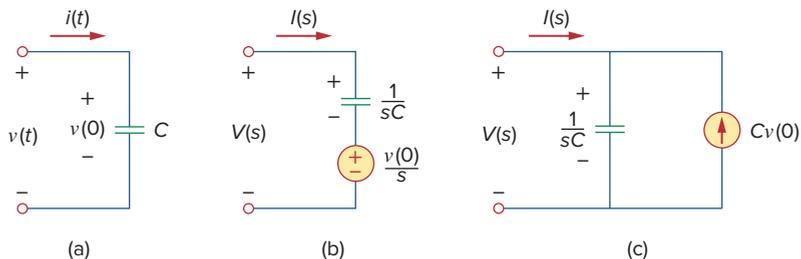 i(t)
+
v(t)
−
+
v(0)
−
C
(a)
I(s)
+
V(s)
−
+
−
1/sC
+
−
v(0)/s
(b)
I(s)
+
V(s)
−
+
1/sC
−
Cv(0)
(c)